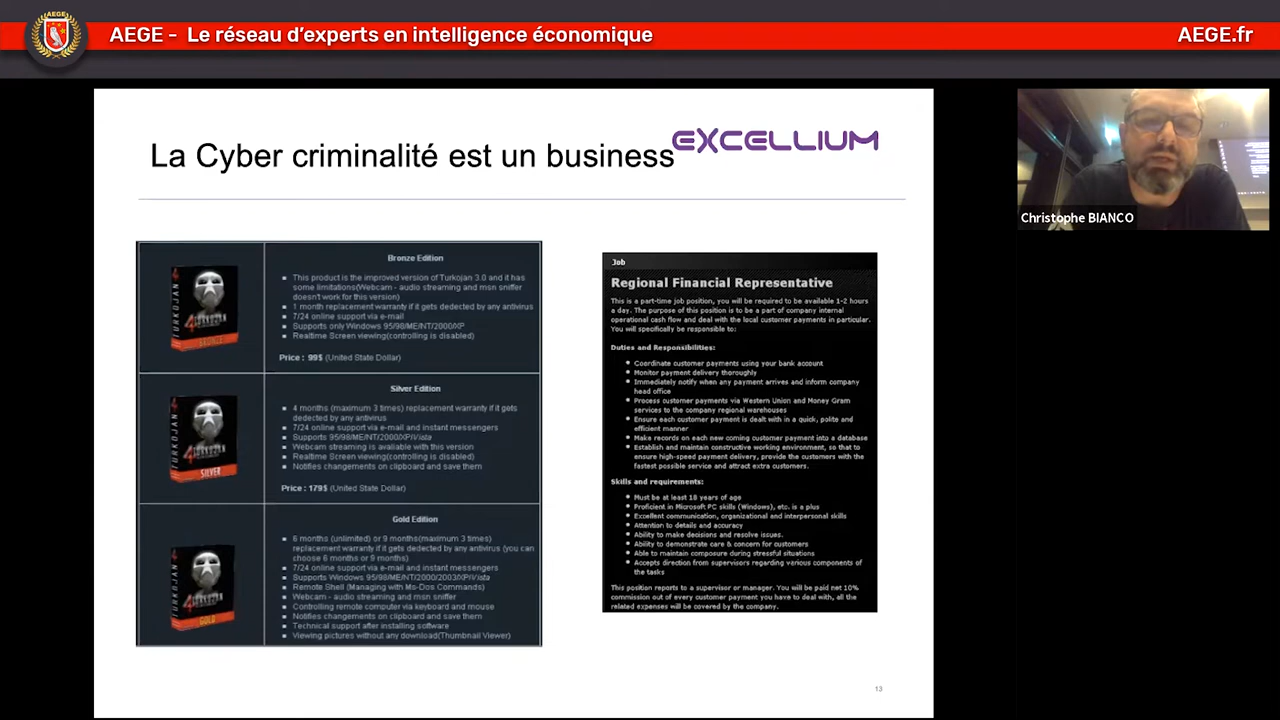 AEGE
AEGE - Le réseau d'experts en intelligence économique
AEGE.fr
La Cyber criminalité est un business
EXCELLIUM
Christophe BIANCO
TURKOJAN
4
TURKOJAN
Bronze Edition
This product is the improved version of Turkojan 3.0 and it has
some limitations(Webcam - audio streaming and msn sniffer
doesn't work for this version)
1 month replacement warranty if it gets dedected by any antivirus
7/24 online support via e-mail
Supports only Windows 95/98/ME/NT/2000/XP
Realtime Screen viewing(controlling is disabled)
Price : 99$ (United State Dollar)
TURKOJAN
4
TURKOJAN
SILVER
Silver Edition
4 months (maximum 3 times) replacement warranty if it gets
dedected by any antivirus
7/24 online support via e-mail and instant messengers
Supports 95/98/ME/NT/2000/XP/Vista
Webcam streaming is available with this version
Realtime Screen viewing(controlling is disabled)
Notifies changements on clipboard and save them
Price : 179$ (United State Dollar)
TURKOJAN
4
TURKOJAN
GOLD
Gold Edition
6 months (unlimited) or 9 months(maximum 3 times)
replacement warranty if it gets dedected by any antivirus (you can
choose 6 months or 9 months)
7/24 online support via e-mail and instant messengers
Supports Windows 95/98/ME/NT/2000/2003/XP/Vista
Remote Shell (Managing with Ms-Dos Commands)
Webcam - audio streaming and msn sniffer
Controlling remote computer via keyboard and mouse
Notifies changements on clipboard and save them
Technical support after installing software
Viewing pictures without any download(Thumbnail Viewer)
Job
Regional Financial Representative
This is a part-time job position, you will be required to be available 1-2 hours
a day. The purpose of this position is to be a part of company internal
operational cash flow and deal with the local customer payments in particular.
You will specifically be responsible to:
Duties and Responsibilities:
Coordinate customer payments using your bank account
Monitor payment delivery thoroughly
Immediately notify when any payment arrives and inform company
head office
Process customer payments via Western Union and Money Gram
services to the company regional warehouses
Ensure each customer payment is dealt with in a quick, polite and
efficient manner
Make records on each new coming customer payment into a database
Establish and maintain constructive working environment, so that to
ensure high-speed payment delivery, provide the customers with the
fastest possible service and attract extra customers.
Skills and requirements:
Must be at least 18 years of age
Proficient in Microsoft PC skills (Windows), etc. is a plus
Excellent communication, organizational and interpersonal skills
Attention to details and accuracy
Ability to make decisions and resolve issues.
Ability to demonstrate care & concern for customers
Able to maintain composure during stressful situations
Accepts direction from supervisors regarding various components of
the tasks
This position reports to a supervisor or manager. You will be paid net 10%
commission out of every customer payment you have to deal with, all the
related expenses will be covered by the company.
13